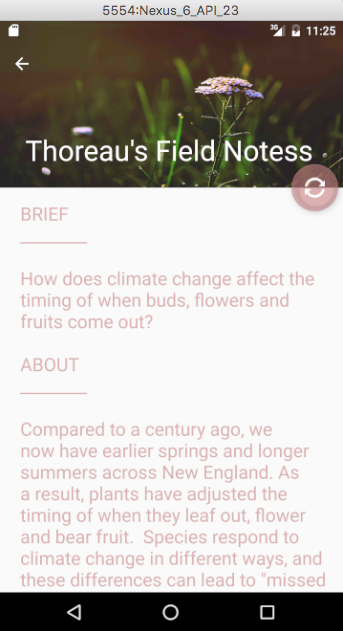 5554:Nexus_6_API_23
3G 11:25
Thoreau's Field Notess
BRIEF
How does climate change affect the
timing of when buds, flowers and
fruits come out?
ABOUT
Compared to a century ago, we
now have earlier springs and longer
summers across New England. As
a result, plants have adjusted the
timing of when they leaf out, flower
and bear fruit.  Species respond to
climate change in different ways, and
these differences can lead to "missed